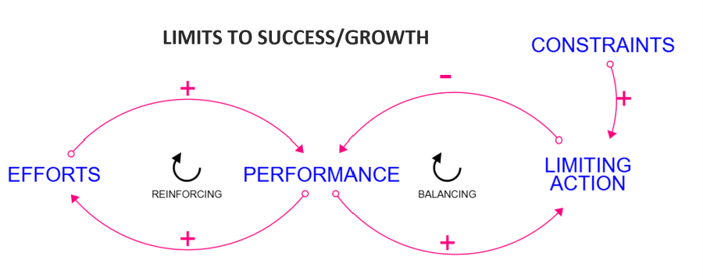 LIMITS TO SUCCESS/GROWTH
CONSTRAINTS
+
-
+
EFFORTS
REINFORCING
PERFORMANCE
BALANCING
LIMITING
ACTION
+
+